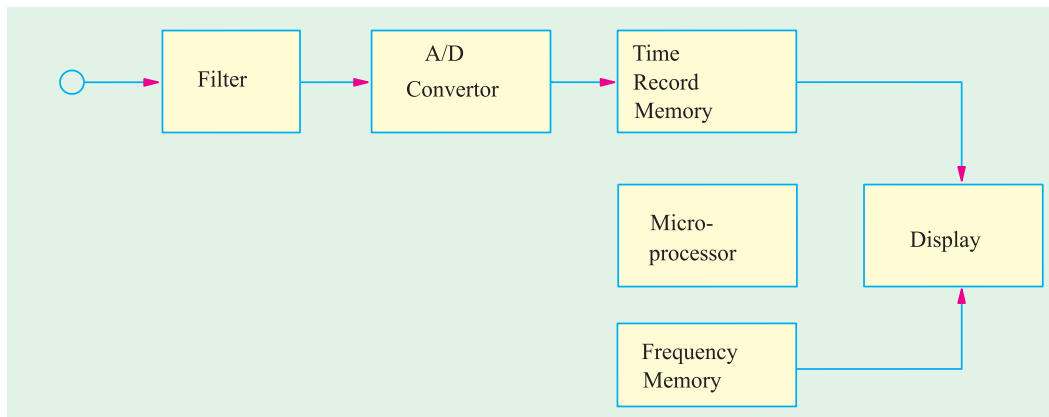 Filter
A/D
Convertor
Time
Record
Memory
Micro-
processor
Display
Frequency
Memory